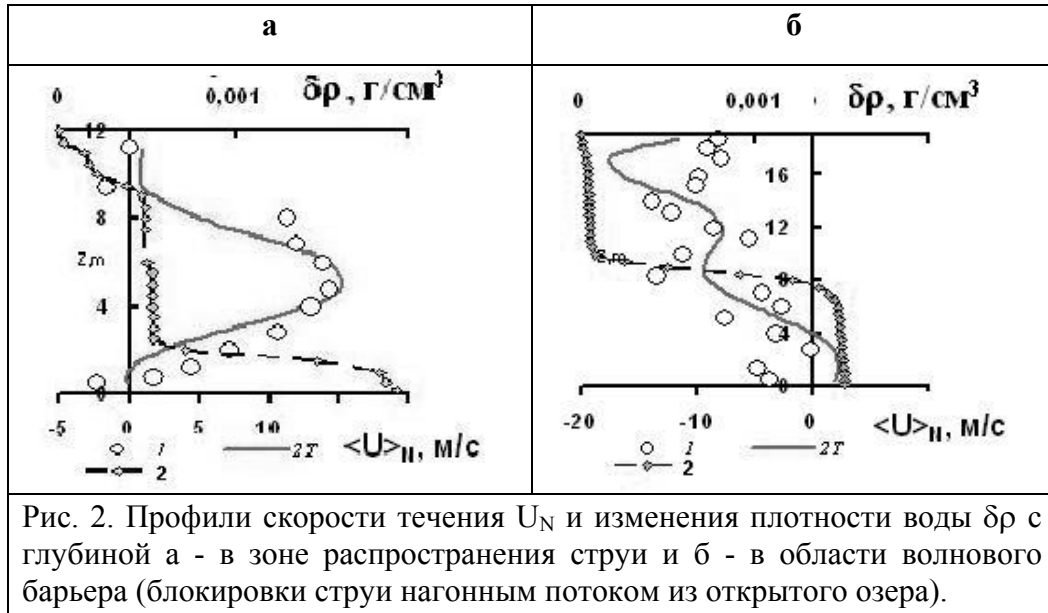 а
б
0 0,001 δρ, г/см³
12
8
Z,m
4
0
-5 0 5 10 <U>N, м/с
1 2T
2
0 0,001 δρ, г/см³
16
12
8
4
0
-20 -10 0 <U>N, м/с
1 2T
2
Рис. 2. Профили скорости течения UN и изменения плотности воды δρ с
глубиной а - в зоне распространения струи и б - в области волнового
барьера (блокировки струи нагонным потоком из открытого озера).